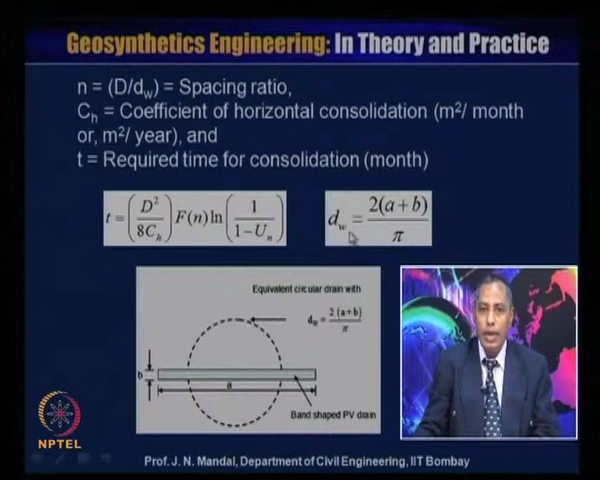 Geosynthetics Engineering: In Theory and Practice
n = (D/d_w) = Spacing ratio,
C_h = Coefficient of horizontal consolidation (m²/ month
or, m²/ year), and
t = Required time for consolidation (month)
t = (D²/8C_h) F(n) ln(1/(1-U_n))
d_w = 2(a+b)/π
Equivalent circular drain with
d_w = 2(a+b)/π
b
a
Band shaped PV drain
NPTEL
Prof. J. N. Mandal, Department of Civil Engineering, IIT Bombay